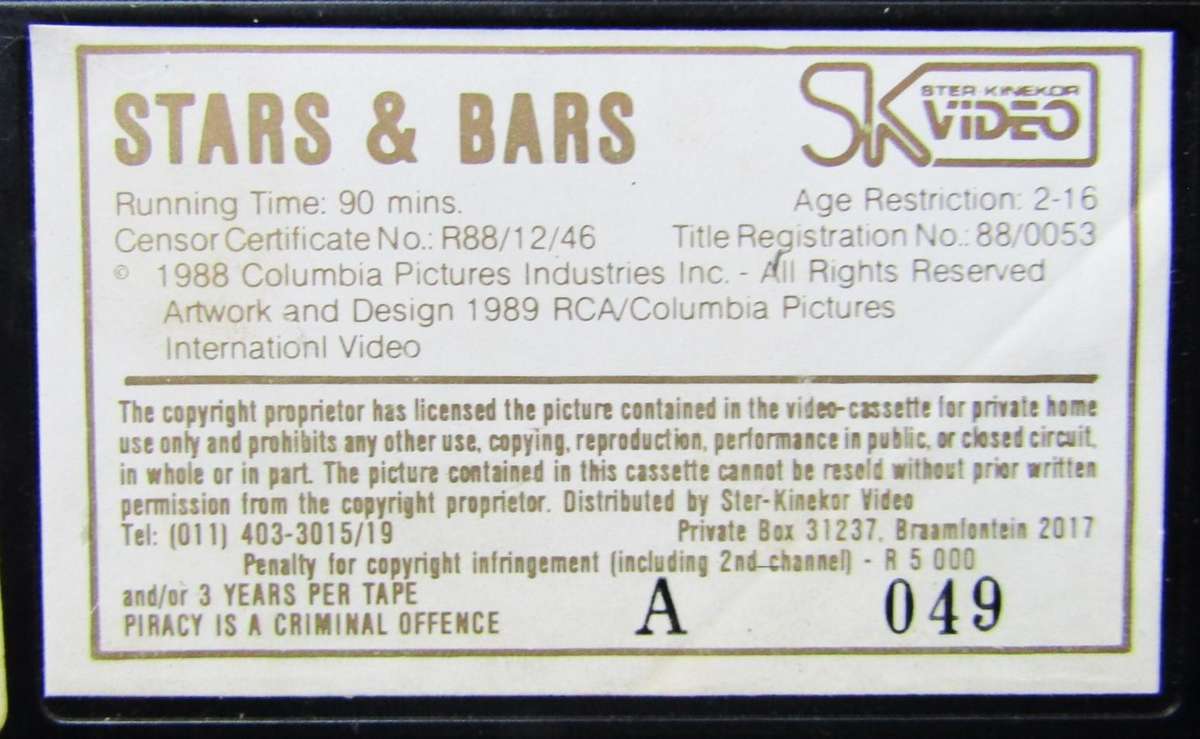 STARS & BARS
SK STER·KINEKOR VIDEO
Running Time: 90 mins. Age Restriction: 2-16
Censor Certificate No.: R88/12/46 Title Registration No.: 88/0053
© 1988 Columbia Pictures Industries Inc. - All Rights Reserved
Artwork and Design 1989 RCA/Columbia Pictures
Internationl Video
The copyright proprietor has licensed the picture contained in the video-cassette for private home
use only and prohibits any other use, copying, reproduction, performance in public, or closed circuit,
in whole or in part. The picture contained in this cassette cannot be resold without prior written
permission from the copyright proprietor. Distributed by Ster-Kinekor Video
Tel: (011) 403-3015/19 Private Box 31237, Braamfontein 2017
Penalty for copyright infringement (including 2nd channel) - R 5 000
and/or 3 YEARS PER TAPE
PIRACY IS A CRIMINAL OFFENCE A 049